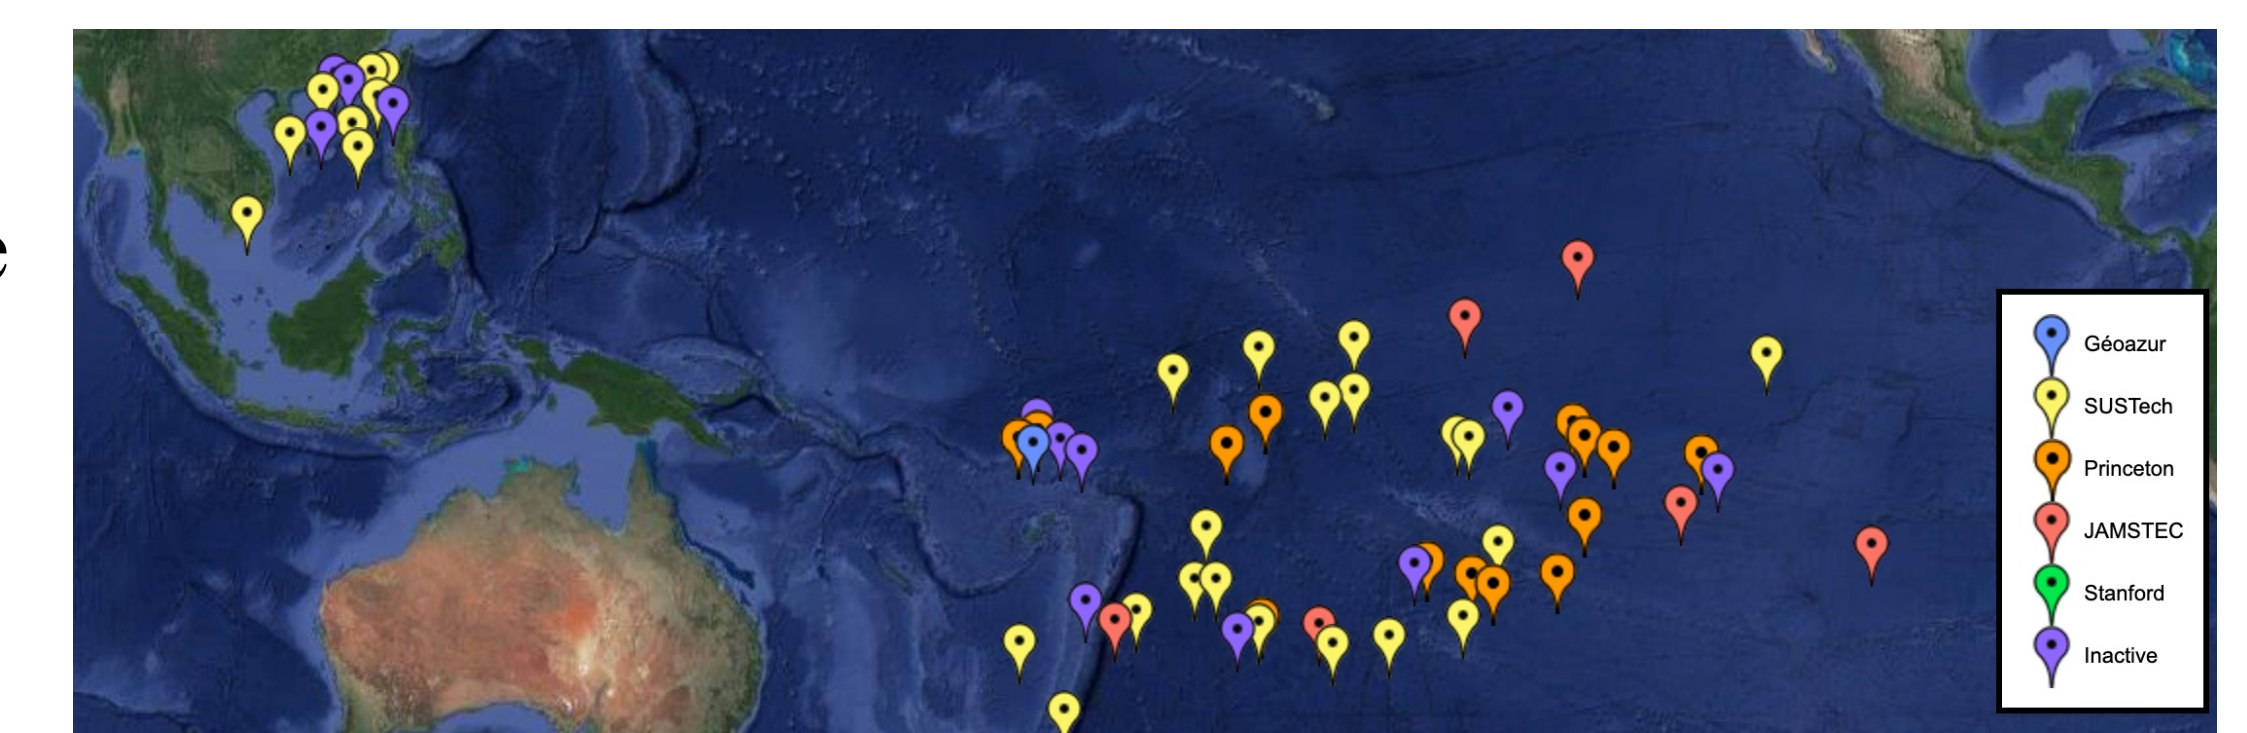 e
Géoazur
SUSTech
Princeton
JAMSTEC
Stanford
Inactive